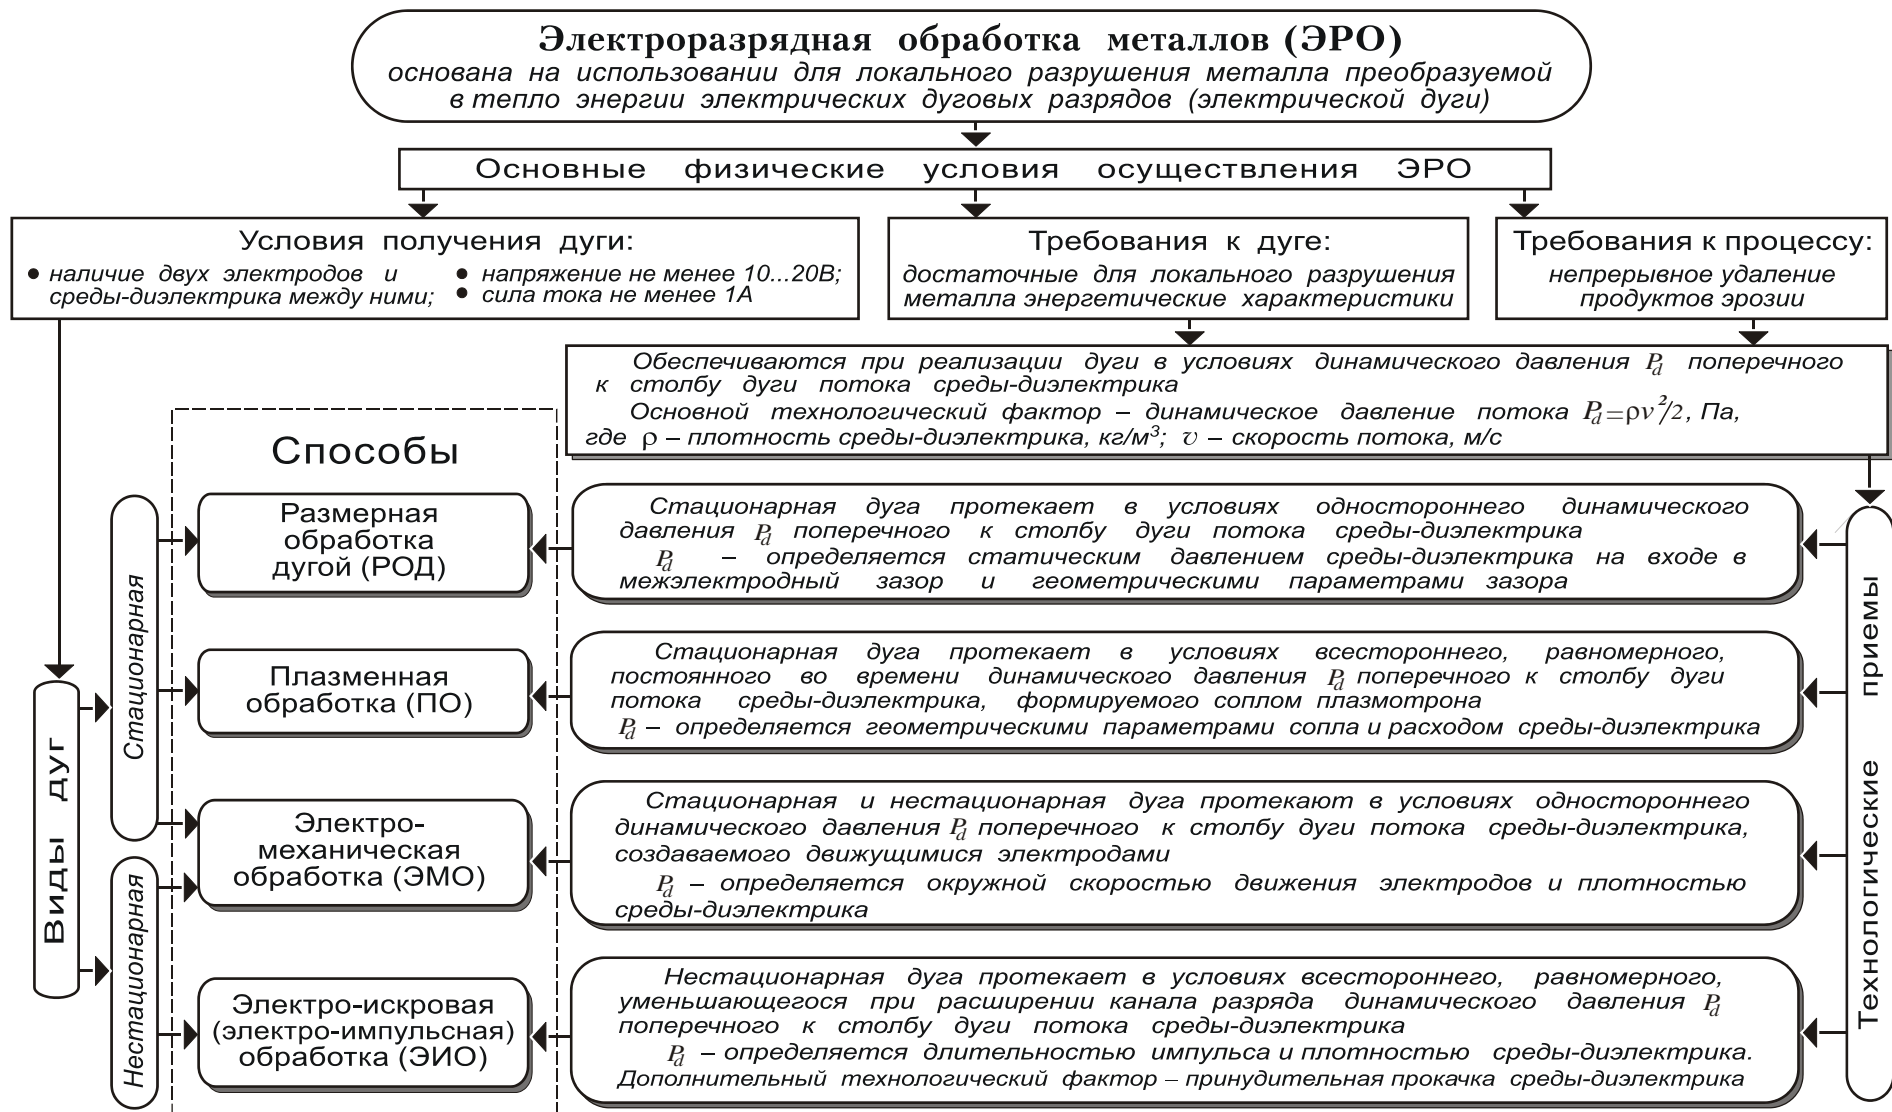 Электроразрядная обработка металлов (ЭРО)
основана на использовании для локального разрушения металла преобразуемой
в тепло энергии электрических дуговых разрядов (электрической дуги)
Основные физические условия осуществления ЭРО
Условия получения дуги:
● наличие двух электродов и
среды-диэлектрика между ними;
● напряжение не менее 10...20В;
● сила тока не менее 1А
Требования к дуге:
достаточные для локального разрушения
металла энергетические характеристики
Требования к процессу:
непрерывное удаление
продуктов эрозии
Обеспечиваются при реализации дуги в условиях динамического давления Pd поперечного
к столбу дуги потока среды-диэлектрика
Основной технологический фактор – динамическое давление потока Pd=ρv²/2, Па,
где ρ – плотность среды-диэлектрика, кг/м³; v – скорость потока, м/с
Виды дуг
Стационарная
Нестационарная
Способы
Размерная
обработка
дугой (РОД)
Стационарная дуга протекает в условиях одностороннего динамического
давления Pd поперечного к столбу дуги потока среды-диэлектрика
Pd – определяется статическим давлением среды-диэлектрика на входе в
межэлектродный зазор и геометрическими параметрами зазора
Плазменная
обработка (ПО)
Стационарная дуга протекает в условиях всестороннего, равномерного,
постоянного во времени динамического давления Pd поперечного к столбу дуги
потока среды-диэлектрика, формируемого соплом плазмотрона
Pd – определяется геометрическими параметрами сопла и расходом среды-диэлектрика
Электро-
механическая
обработка (ЭМО)
Стационарная и нестационарная дуга протекают в условиях одностороннего
динамического давления Pd поперечного к столбу дуги потока среды-диэлектрика,
создаваемого движущимися электродами
Pd – определяется окружной скоростью движения электродов и плотностью
среды-диэлектрика
Электро-искровая
(электро-импульсная)
обработка (ЭИО)
Нестационарная дуга протекает в условиях всестороннего, равномерного,
уменьшающегося при расширении канала разряда динамического давления Pd
поперечного к столбу дуги потока среды-диэлектрика
Pd – определяется длительностью импульса и плотностью среды-диэлектрика.
Дополнительный технологический фактор – принудительная прокачка среды-диэлектрика
Технологические приемы